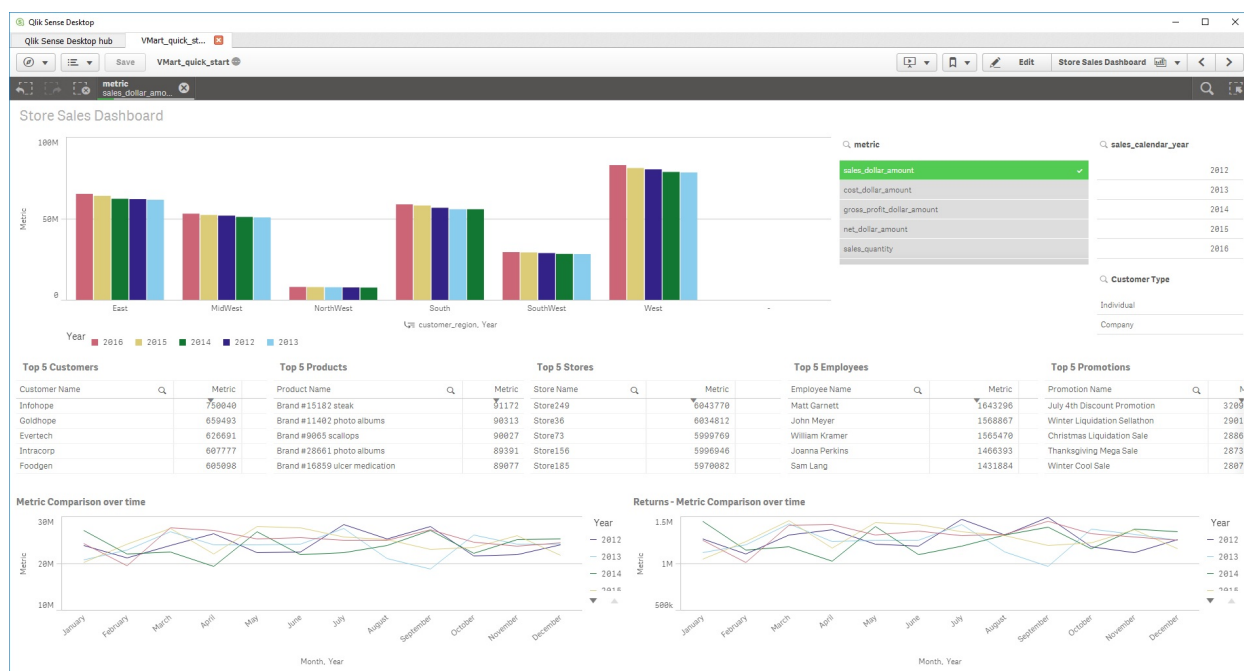 Qlik Sense Desktop
Qlik Sense Desktop hub
VMart_quick_st...
Save
VMart_quick_start
Edit
Store Sales Dashboard
metric
sales_dollar_amo...
Store Sales Dashboard
100M
50M
0
Metric
East
MidWest
NorthWest
South
SouthWest
West
-
customer_region, Year
Year
2016
2015
2014
2012
2013
metric
sales_dollar_amount
cost_dollar_amount
gross_profit_dollar_amount
net_dollar_amount
sales_quantity
sales_calendar_year
2012
2013
2014
2015
2016
Customer Type
Individual
Company
Top 5 Customers
Customer Name Metric
Infohope 750040
Goldhope 659493
Evertech 626691
Intracorp 607777
Foodgen 605098
Top 5 Products
Product Name Metric
Brand #15182 steak 91172
Brand #11402 photo albums 90313
Brand #9065 scallops 90027
Brand #28661 photo albums 89391
Brand #16859 ulcer medication 89077
Top 5 Stores
Store Name Metric
Store249 6043770
Store36 6034812
Store73 5999769
Store156 5996946
Store185 5970082
Top 5 Employees
Employee Name Metric
Matt Garnett 1643296
John Meyer 1568867
William Kramer 1565470
Joanna Perkins 1466393
Sam Lang 1431884
Top 5 Promotions
Promotion Name
July 4th Discount Promotion 3209
Winter Liquidation Sellathon 2901
Christmas Liquidation Sale 2886
Thanksgiving Mega Sale 2873
Winter Cool Sale 2807
Metric Comparison over time
30M
20M
10M
Metric
January
February
March
April
May
June
July
August
September
October
November
December
Month, Year
Year
2012
2013
2014
2015
Returns - Metric Comparison over time
1.5M
1M
500k
Metric
January
February
March
April
May
June
July
August
September
October
November
December
Month, Year
Year
2012
2013
2014
2015